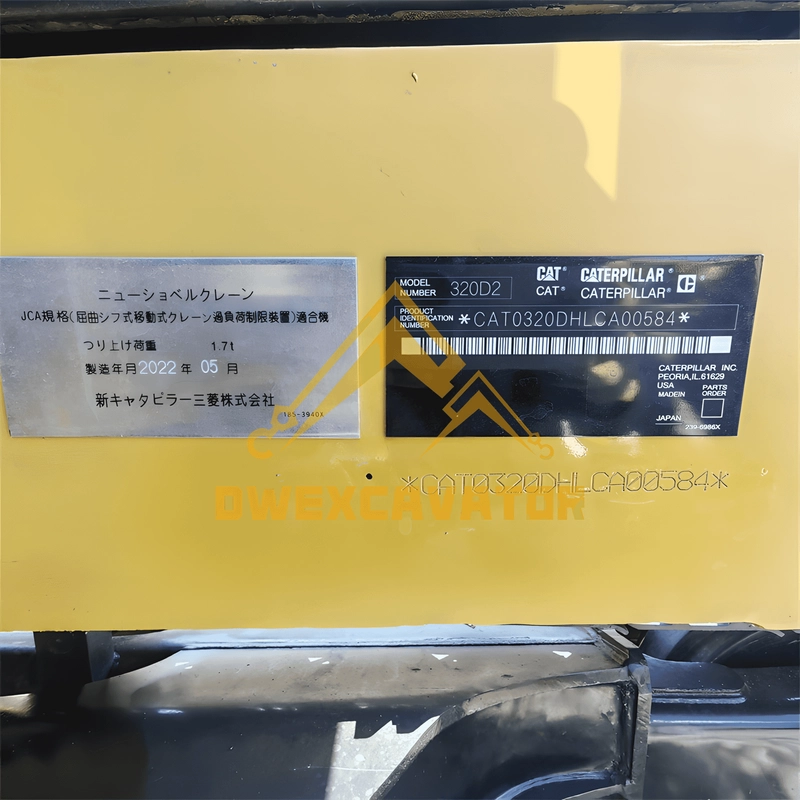 ニューショベルクレーン
JCA規格(屈曲シフ式移動式クレーン過負荷制限装置)適合機
つり上げ荷重 1.7t
製造年月 2022 年 05 月
新キャタピラー三菱株式会社
185-3940X
MODEL NUMBER 320D2
CAT® CATERPILLAR®
CAT® CATERPILLAR®
PRODUCT IDENTIFICATION NUMBER *CAT0320DHLCA00584*
CATERPILLAR INC.
PEORIA,IL.61629
USA
MADEIN
JAPAN
PARTS ORDER
239-6986X
*CAT0320DHLCA00584*
OWEXCAVATOR